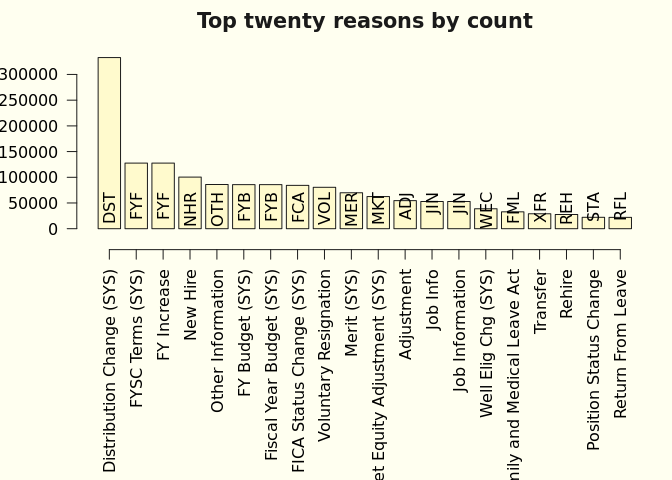 Top twenty reasons by count
300000
250000
200000
150000
100000
50000
0
DST
FYF
FYF
NHR
OTH
FYB
FYB
FCA
VOL
MER
MKT
ADJ
JIN
JIN
WEC
FML
XFR
REH
STA
RFL
Distribution Change (SYS)
FYSC Terms (SYS)
FY Increase
New Hire
Other Information
FY Budget (SYS)
Fiscal Year Budget (SYS)
FICA Status Change (SYS)
Voluntary Resignation
Merit (SYS)
et Equity Adjustment (SYS)
Adjustment
Job Info
Job Information
Well Elig Chg (SYS)
mily and Medical Leave Act
Transfer
Rehire
Position Status Change
Return From Leave